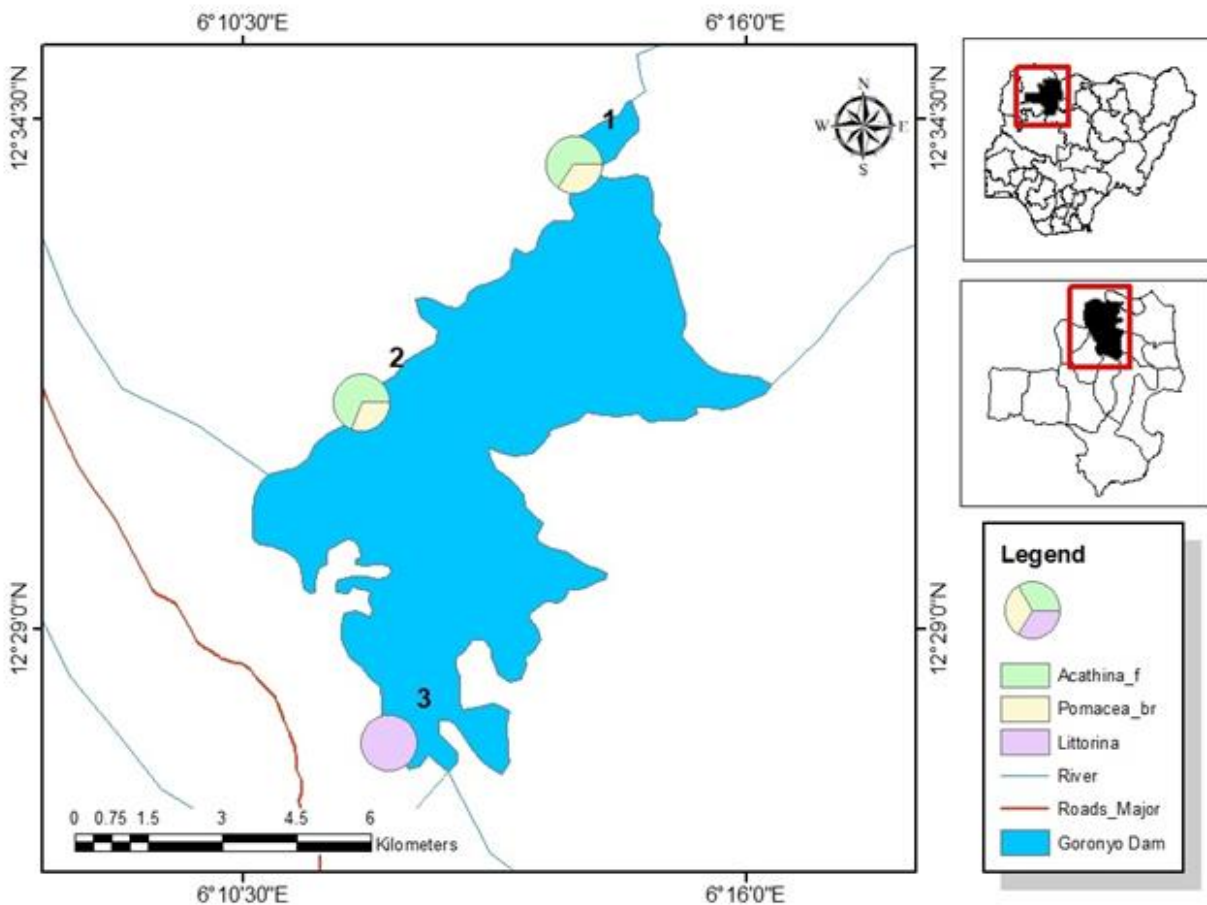 6°10'30"E 6°16'0"E
12°34'30"N 12°34'30"N
N
W E
S
1
2
12°29'0"N 12°29'0"N
3
0 0.75 1.5 3 4.5 6
Kilometers
6°10'30"E 6°16'0"E
Legend
Acathina_f
Pomacea_br
Littorina
River
Roads_Major
Goronyo Dam